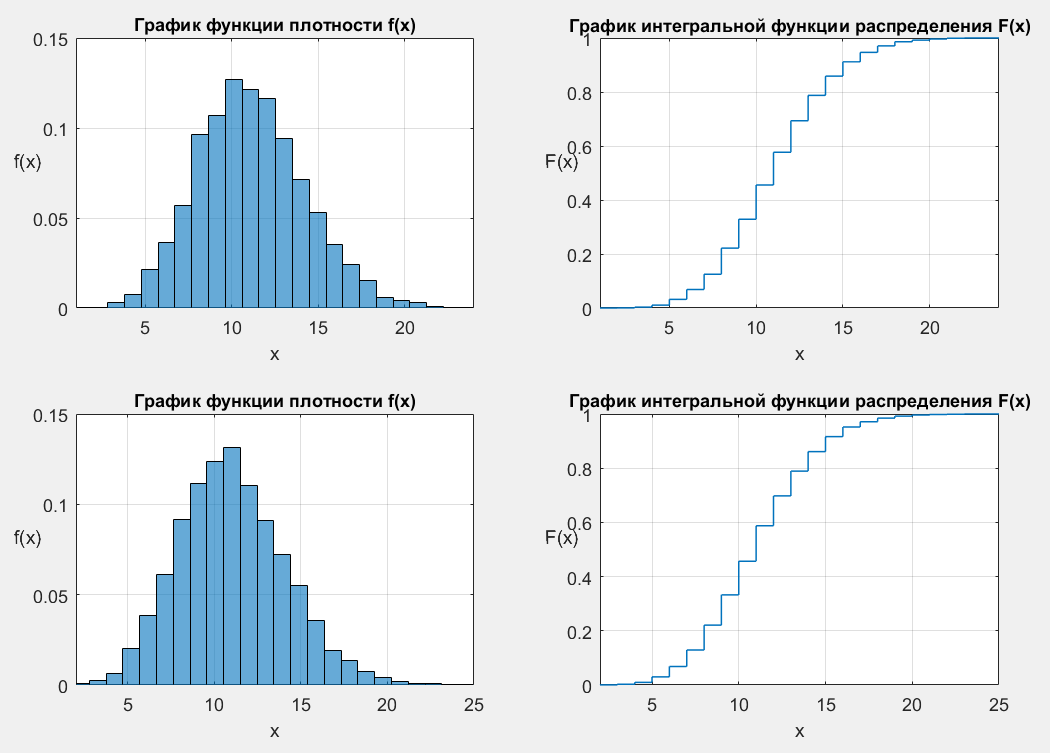 График функции плотности f(x)
0.15
0.1
f(x)
0.05
0
5 10 15 20
x
График интегральной функции распределения F(x)
1
0.8
0.6
F(x)
0.4
0.2
0
5 10 15 20
x
График функции плотности f(x)
0.15
0.1
f(x)
0.05
0
5 10 15 20 25
x
График интегральной функции распределения F(x)
1
0.8
0.6
F(x)
0.4
0.2
0
5 10 15 20 25
x